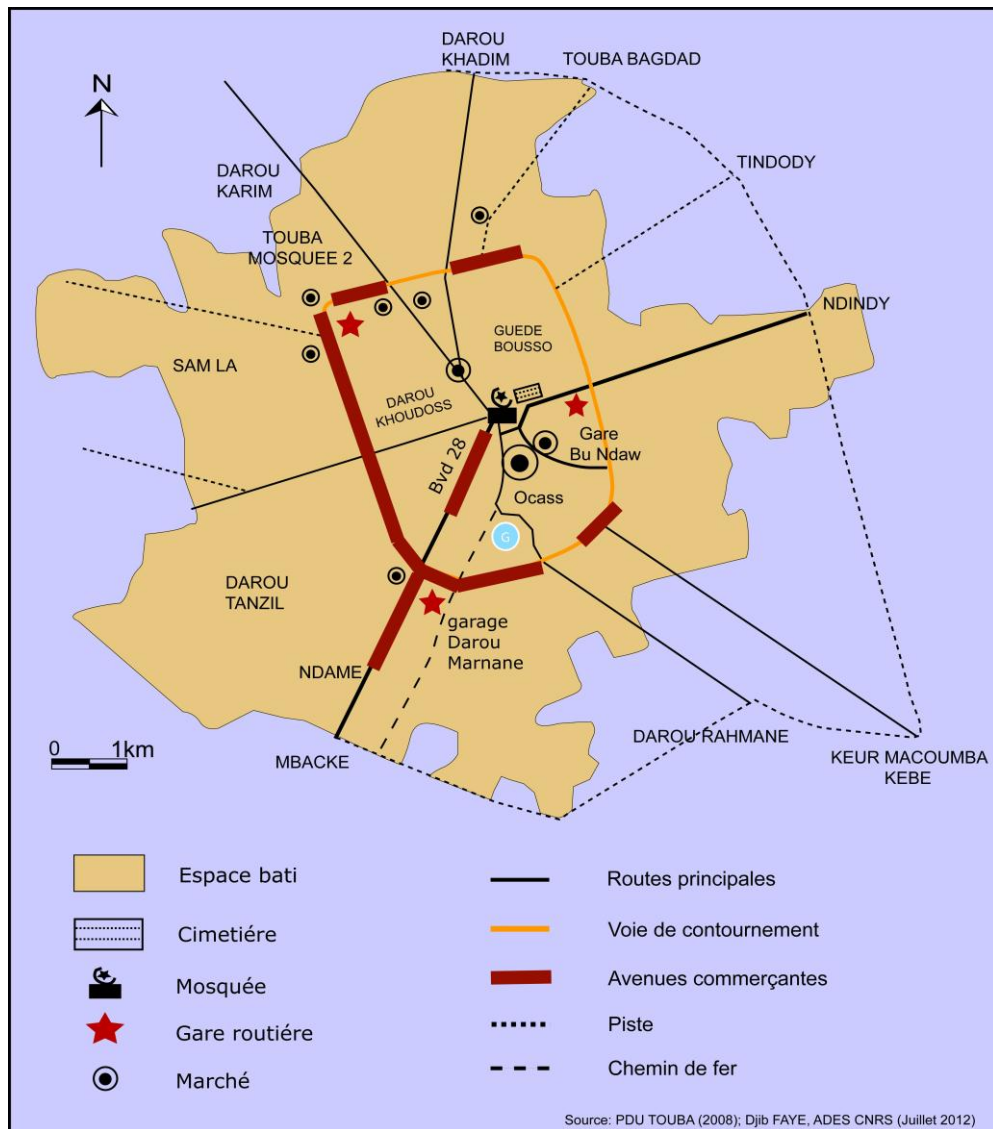 DAROU
KHADIM
TOUBA BAGDAD
N
TINDODY
DAROU
KARIM
TOUBA
MOSQUEE 2
NDINDY
GUEDE
BOUSSO
SAM LA
DAROU
KHOUDOSS
Gare
Bu Ndaw
Bvd 28
Ocass
G
DAROU
TANZIL
garage
Darou
Marnane
NDAME
0 1km
MBACKE
DAROU RAHMANE
KEUR MACOUMBA
KEBE
Espace bati
Cimetiére
Mosquée
Gare routiére
Marché
Routes principales
Voie de contournement
Avenues commerçantes
Piste
Chemin de fer
Source: PDU TOUBA (2008); Djib FAYE, ADES CNRS (Juillet 2012)